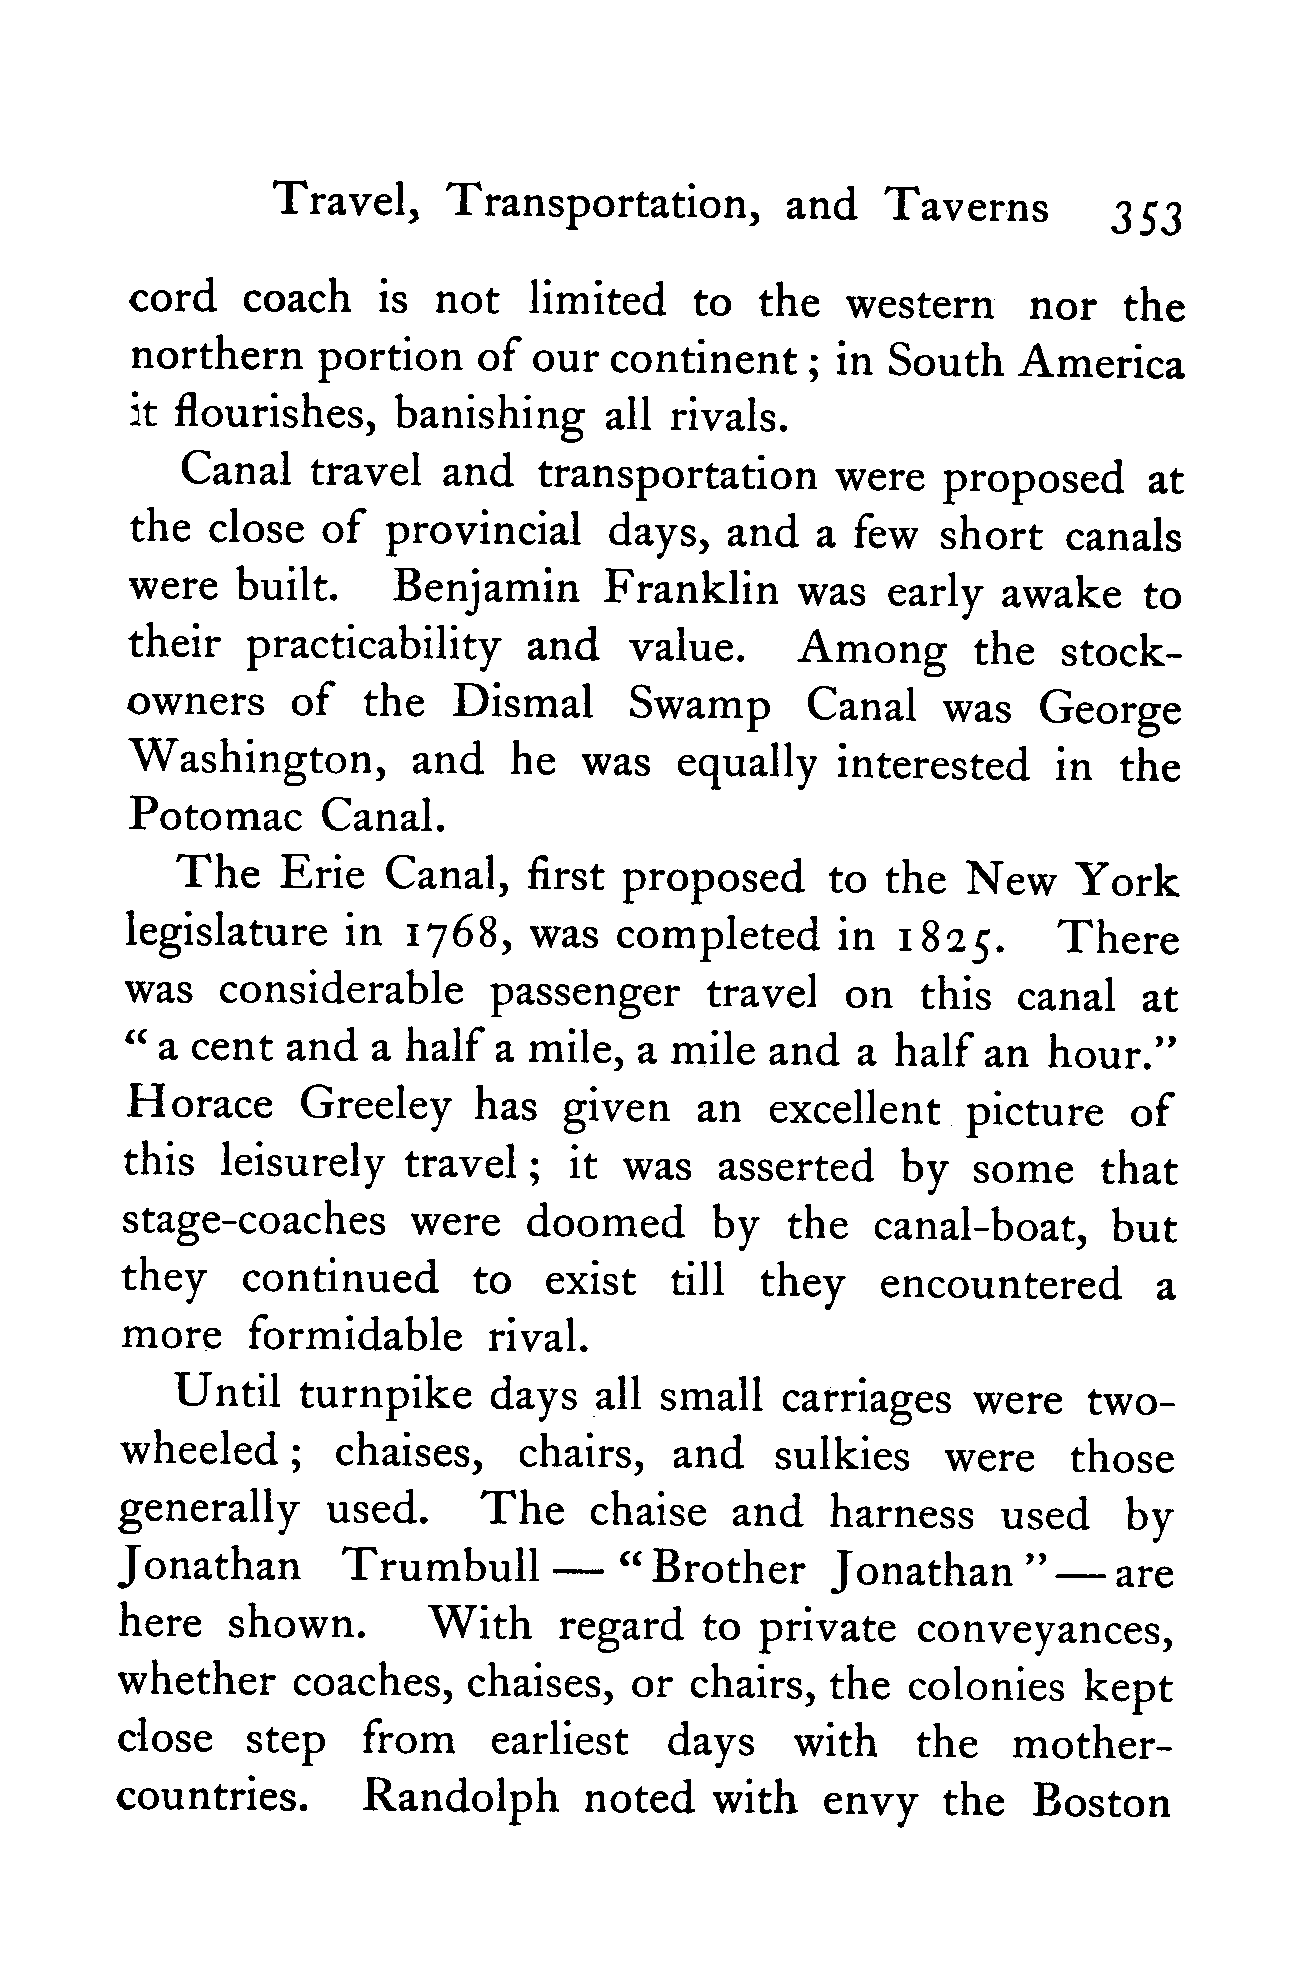 Travel, Transportation, and Taverns 353
cord coach is not limited to the western nor the
northern portion of our continent ; in South America
it flourishes, banishing all rivals.
Canal travel and transportation were proposed at
the close of provincial days, and a few short canals
were built. Benjamin Franklin was early awake to
their practicability and value. Among the stock-
owners of the Dismal Swamp Canal was George
Washington, and he was equally interested in the
Potomac Canal.
The Erie Canal, first proposed to the New York
legislature in 1768, was completed in 1825. There
was considerable passenger travel on this canal at
“ a cent and a half a mile, a mile and a half an hour.”
Horace Greeley has given an excellent picture of
this leisurely travel ; it was asserted by some that
stage-coaches were doomed by the canal-boat, but
they continued to exist till they encountered a
more formidable rival.
Until turnpike days all small carriages were two-
wheeled ; chaises, chairs, and sulkies were those
generally used. The chaise and harness used by
Jonathan Trumbull — “ Brother Jonathan ” — are
here shown. With regard to private conveyances,
whether coaches, chaises, or chairs, the colonies kept
close step from earliest days with the mother-
countries. Randolph noted with envy the Boston